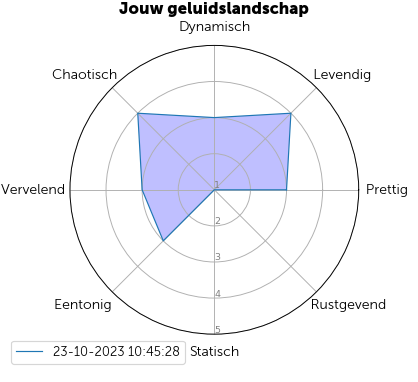 Jouw geluidslandschap
Dynamisch
Chaotisch
Levendig
Vervelend
1
Prettig
2
3
4
Eentonig
Rustgevend
5
23-10-2023 10:45:28
Statisch